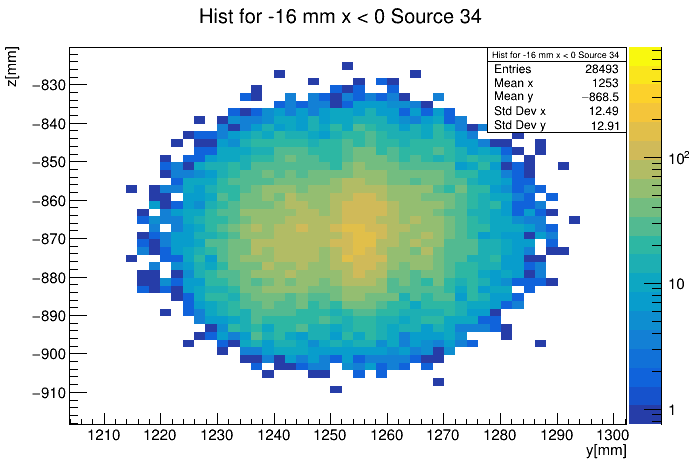 Hist for -16 mm x < 0 Source 34
z[mm]
Hist for -16 mm x < 0 Source 34
Entries 28493
Mean x 1253
Mean y −868.5
Std Dev x 12.49
Std Dev y 12.91
−830
−840
−850
−860
−870
−880
−890
−900
−910
10²
10
1
1210 1220 1230 1240 1250 1260 1270 1280 1290 1300
y[mm]